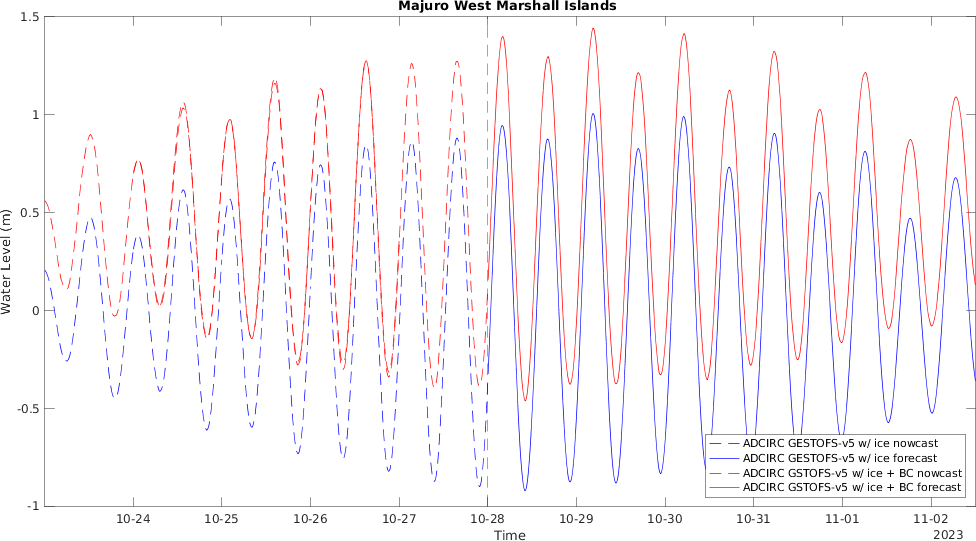 Majuro West Marshall Islands
1.5
1
0.5
0
-0.5
-1
Water Level (m)
ADCIRC GESTOFS-v5 w/ ice nowcast
ADCIRC GESTOFS-v5 w/ ice forecast
ADCIRC GSTOFS-v5 w/ ice + BC nowcast
ADCIRC GSTOFS-v5 w/ ice + BC forecast
10-24 10-25 10-26 10-27 10-28 10-29 10-30 10-31 11-01 11-02
Time
2023